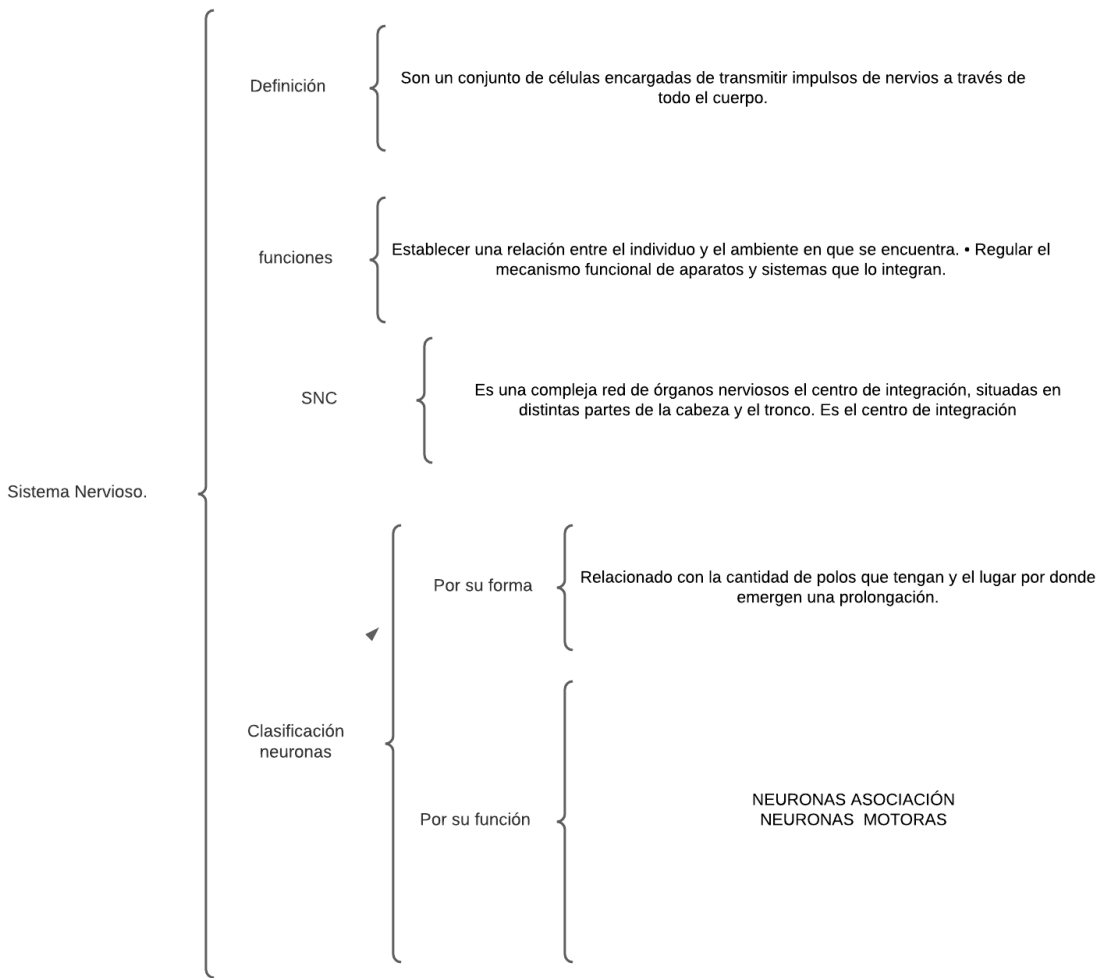 Definición
Son un conjunto de células encargadas de transmitir impulsos de nervios a través de
todo el cuerpo.
funciones
Establecer una relación entre el individuo y el ambiente en que se encuentra. • Regular el
mecanismo funcional de aparatos y sistemas que lo integran.
SNC
Es una compleja red de órganos nerviosos el centro de integración, situadas en
distintas partes de la cabeza y el tronco. Es el centro de integración
Sistema Nervioso.
Por su forma
Relacionado con la cantidad de polos que tengan y el lugar por donde
emergen una prolongación.
Clasificación
neuronas
Por su función
NEURONAS ASOCIACIÓN
NEURONAS  MOTORAS